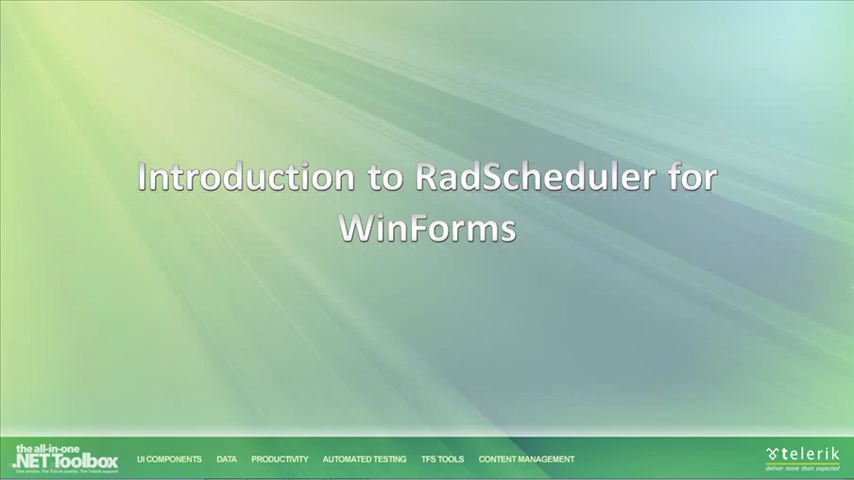 Introduction to RadScheduler for
WinForms
the all-in-one
.NET Toolbox
UI COMPONENTS DATA PRODUCTIVITY AUTOMATED TESTING TFS TOOLS CONTENT MANAGEMENT
telerik
deliver more than expected